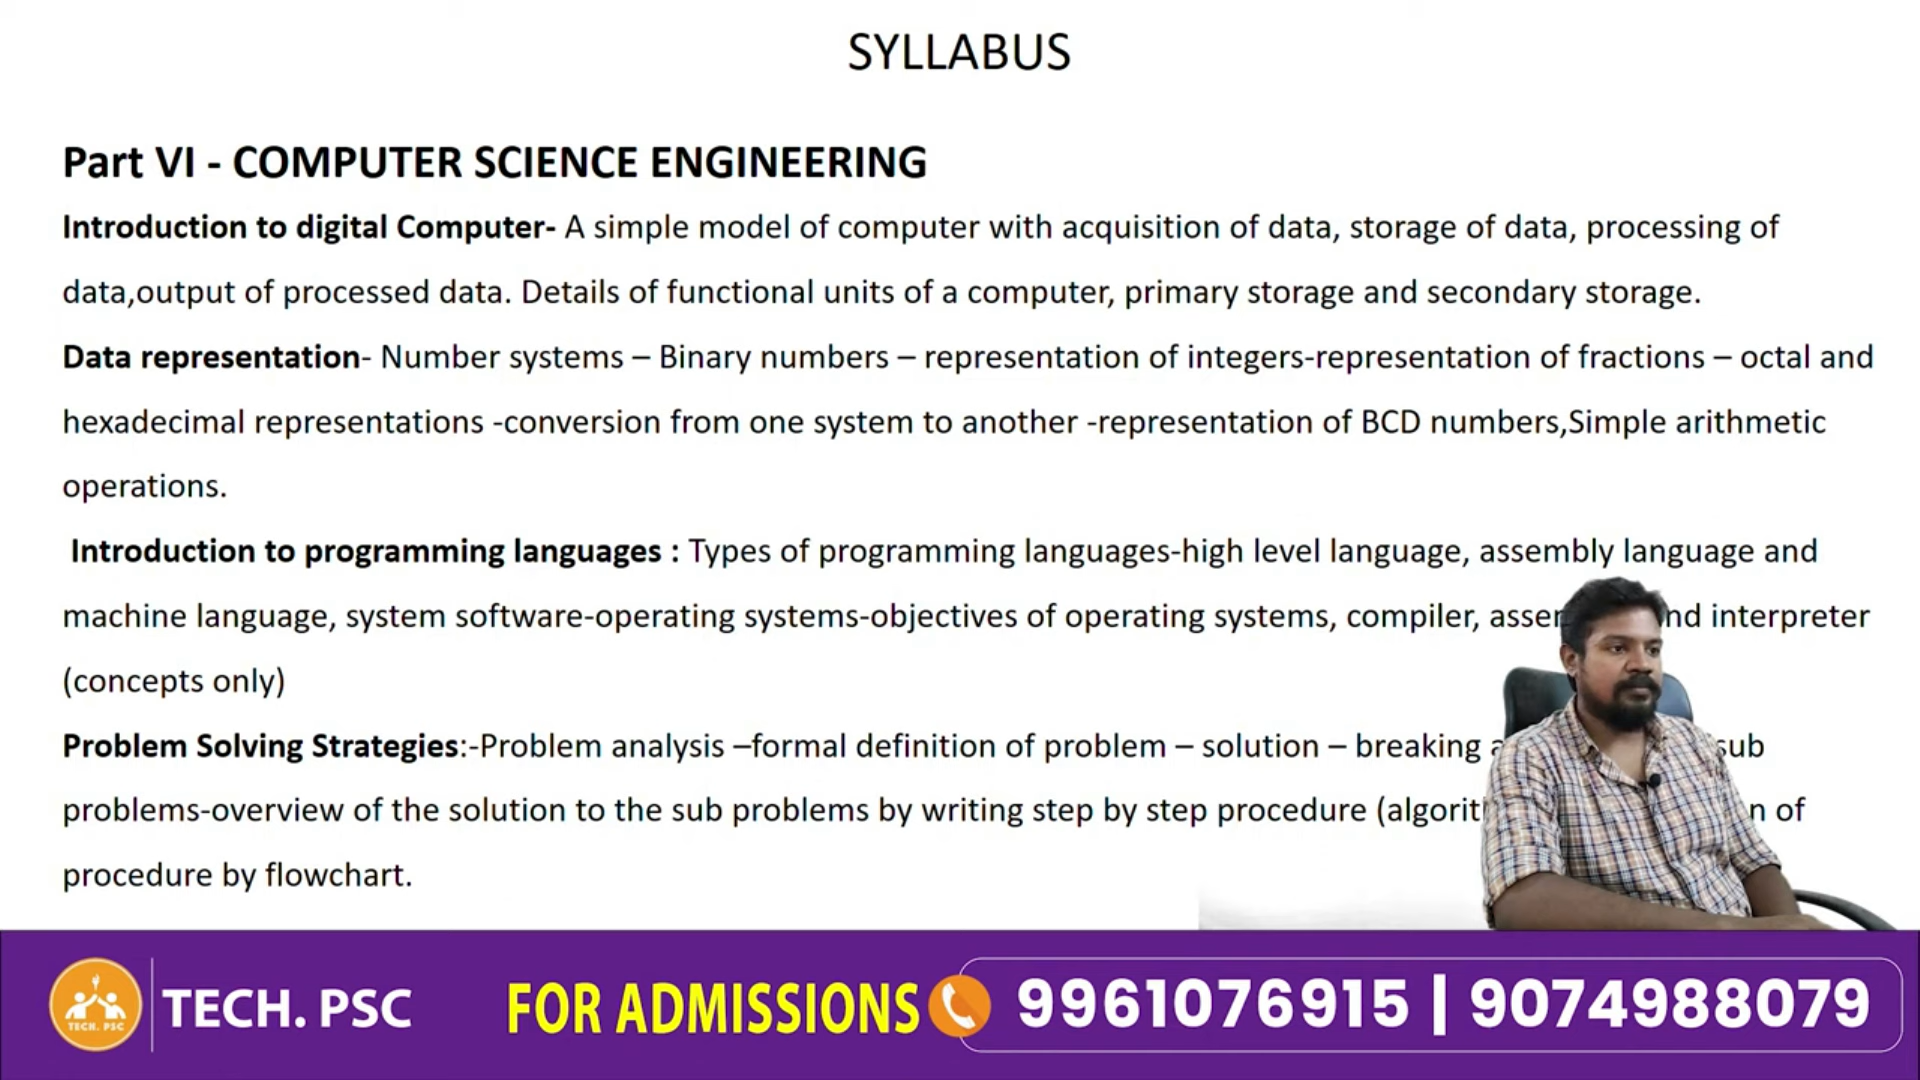 SYLLABUS
Part VI - COMPUTER SCIENCE ENGINEERING
Introduction to digital Computer- A simple model of computer with acquisition of data, storage of data, processing of
data,output of processed data. Details of functional units of a computer, primary storage and secondary storage.
Data representation- Number systems – Binary numbers – representation of integers-representation of fractions – octal and
hexadecimal representations -conversion from one system to another -representation of BCD numbers,Simple arithmetic
operations.
Introduction to programming languages : Types of programming languages-high level language, assembly language and
machine language, system software-operating systems-objectives of operating systems, compiler, interpreter
(concepts only)
Problem Solving Strategies:-Problem analysis –formal definition of problem – solution – breaking sub
problems-overview of the solution to the sub problems by writing step by step procedure of
procedure by flowchart.
TECH. PSC
TECH. PSC
FOR ADMISSIONS 9961076915 | 9074988079